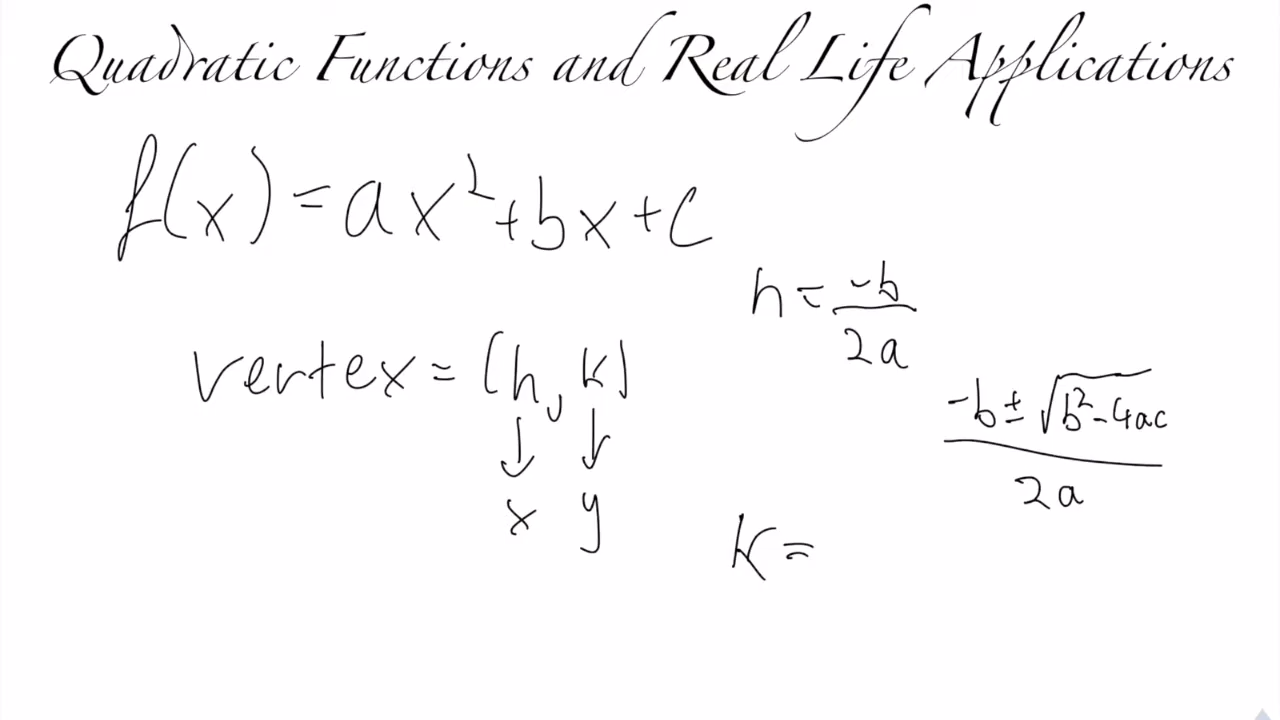 Quadratic Functions and Real Life Applications
f(x) = ax² + bx + c
h = -b/2a
vertex = (h, k)
↓ ↓
x y
-b ± √b² - 4ac
2a
k =